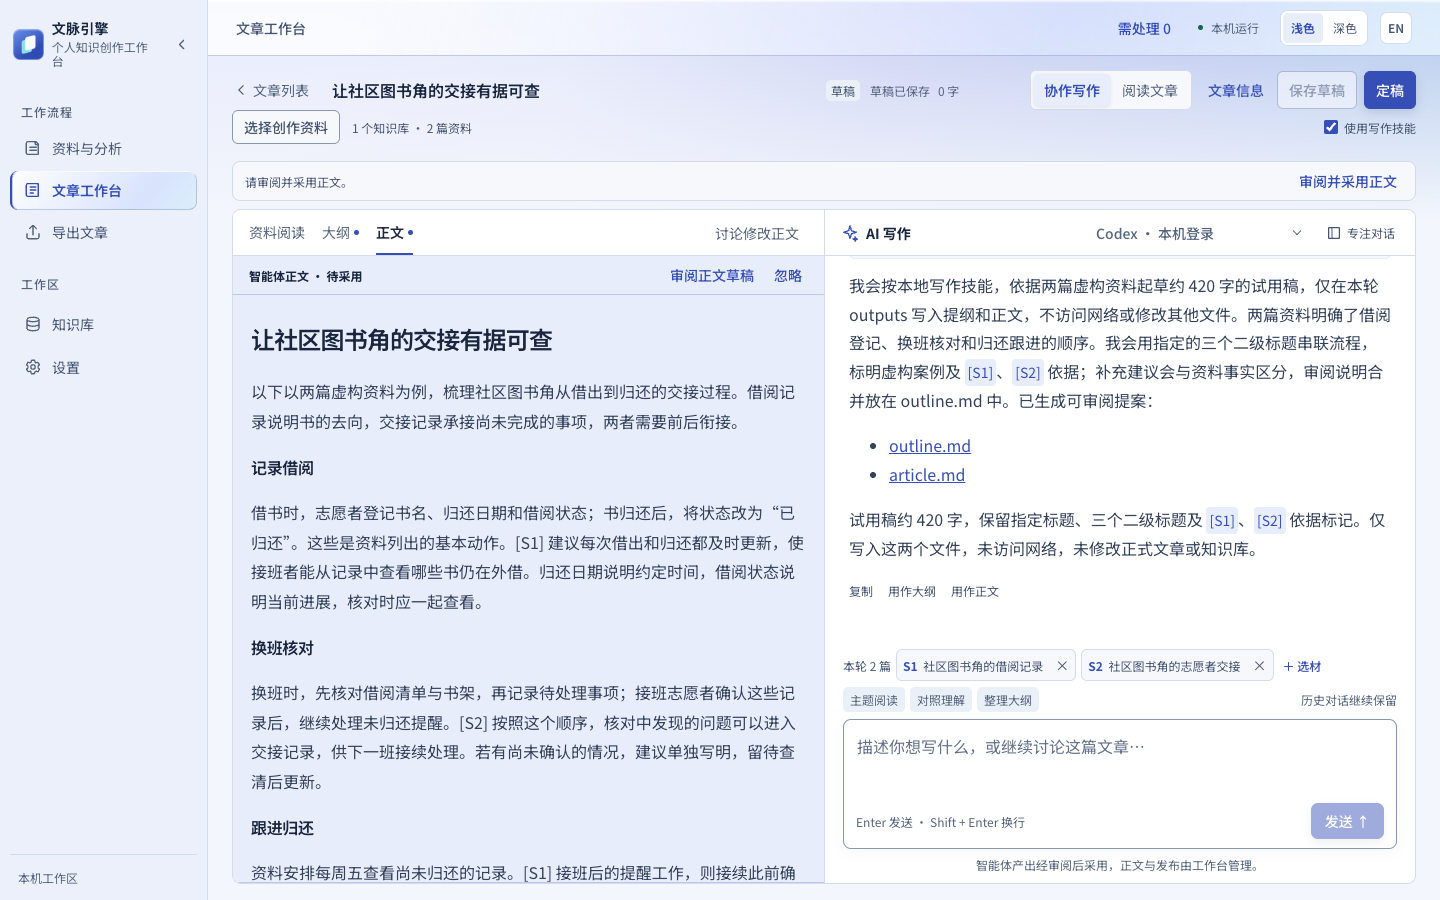 文脉引擎
个人知识创作工作
台
工作流程
资料与分析
文章工作台
导出文章
工作区
知识库
设置
本机工作区
文章工作台
需处理 0
本机运行
浅色
深色
EN
文章列表
让社区图书角的交接有据可查
草稿
草稿已保存
0 字
协作写作
阅读文章
文章信息
保存草稿
定稿
选择创作资料
1 个知识库 · 2 篇资料
使用写作技能
请审阅并采用正文。
审阅并采用正文
资料阅读
大纲
正文
讨论修改正文
智能体正文 · 待采用
审阅正文草稿
忽略
让社区图书角的交接有据可查
以下以两篇虚构资料为例，梳理社区图书角从借出到归还的交接过程。借阅记
录说明书的去向，交接记录承接尚未完成的事项，两者需要前后衔接。
记录借阅
借书时，志愿者登记书名、归还日期和借阅状态；书归还后，将状态改为“已
归还”。这些是资料列出的基本动作。[S1] 建议每次借出和归还都及时更新，使
接班者能从记录中查看哪些书仍在外借。归还日期说明约定时间，借阅状态说
明当前进展，核对时应一起查看。
换班核对
换班时，先核对借阅清单与书架，再记录待处理事项；接班志愿者确认这些记
录后，继续处理未归还提醒。[S2] 按照这个顺序，核对中发现的问题可以进入
交接记录，供下一班接续处理。若有尚未确认的情况，建议单独写明，留待查
清后更新。
跟进归还
资料安排每周五查看尚未归还的记录。[S1] 接班后的提醒工作，则接续此前确
AI 写作
Codex · 本机登录
专注对话
我会按本地写作技能，依据两篇虚构资料起草约 420 字的试用稿，仅在本轮
outputs 写入提纲和正文，不访问网络或修改其他文件。两篇资料明确了借阅
登记、换班核对和归还跟进的顺序。我会用指定的三个二级标题串联流程，
标明虚构案例及 [S1]、[S2] 依据；补充建议会与资料事实区分，审阅说明合
并放在 outline.md 中。已生成可审阅提案：
outline.md
article.md
试用稿约 420 字，保留指定标题、三个二级标题及 [S1]、[S2] 依据标记。仅
写入这两个文件，未访问网络，未修改正式文章或知识库。
复制
用作大纲
用作正文
本轮 2 篇
S1 社区图书角的借阅记录
S2 社区图书角的志愿者交接
选材
主题阅读
对照理解
整理大纲
历史对话继续保留
描述你想写什么，或继续讨论这篇文章…
Enter 发送 · Shift + Enter 换行
发送 ↑
智能体产出经审阅后采用，正文与发布由工作台管理。